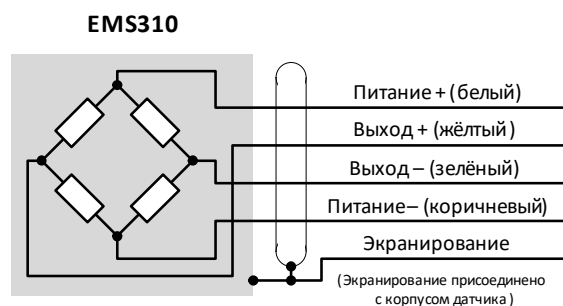 EMS310
Питание + (белый)
Выход + (жёлтый)
Выход – (зелёный)
Питание– (коричневый)
Экранирование
(Экранирование присоединено
с корпусом датчика )